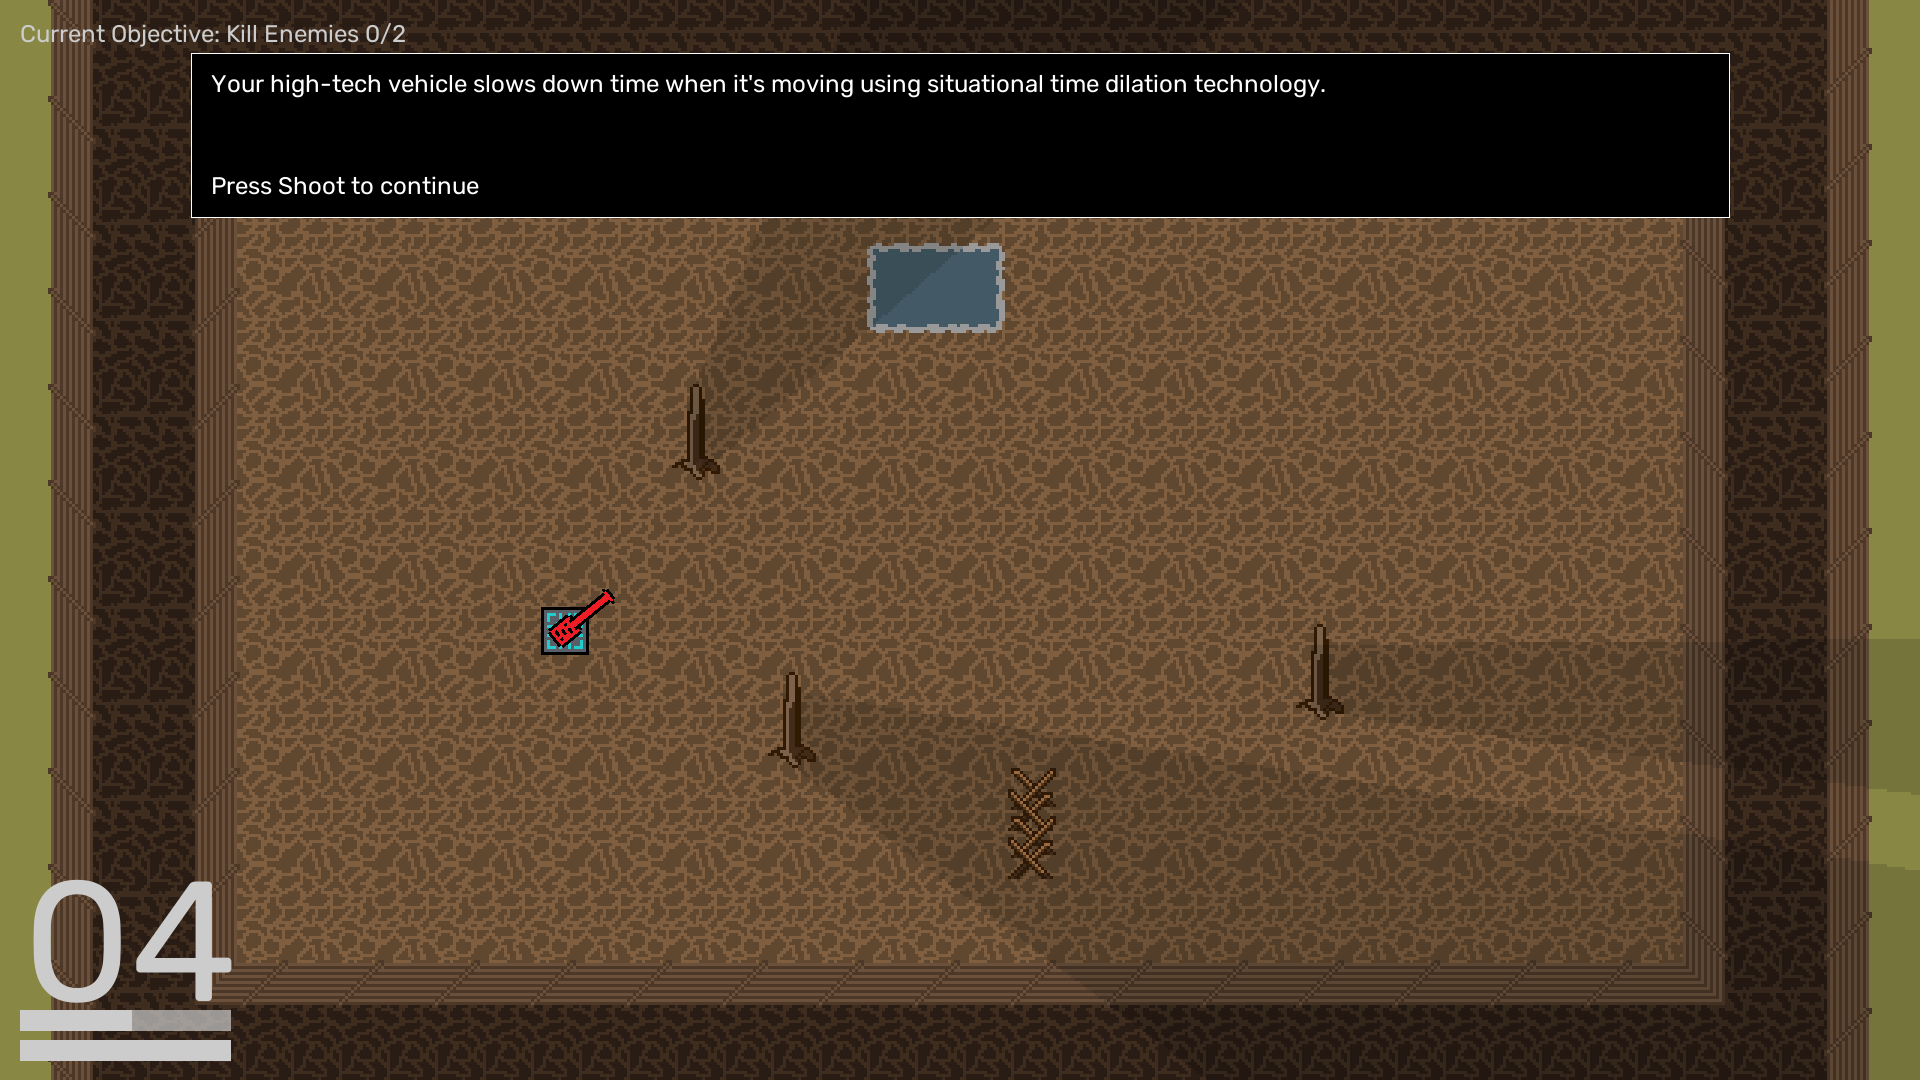 Current Objective: Kill Enemies 0/2
Your high-tech vehicle slows down time when it's moving using situational time dilation technology.
Press Shoot to continue
04